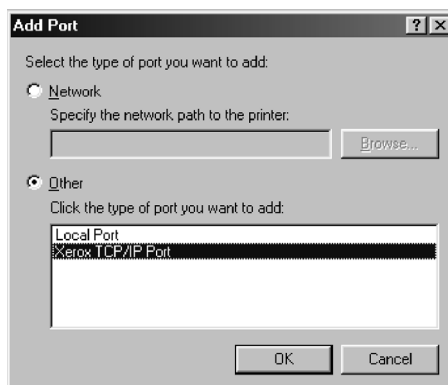 Add Port
Select the type of port you want to add:
Network
Specify the network path to the printer:
Browse...
Other
Click the type of port you want to add:
Local Port
Xerox TCP/IP Port
OK
Cancel